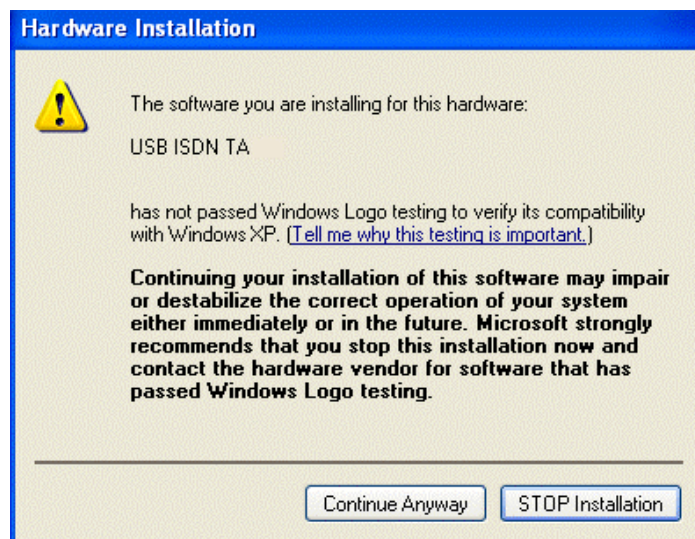 Hardware Installation
The software you are installing for this hardware:
USB ISDN TA
has not passed Windows Logo testing to verify its compatibility
with Windows XP. (Tell me why this testing is important.)
Continuing your installation of this software may impair
or destabilize the correct operation of your system
either immediately or in the future. Microsoft strongly
recommends that you stop this installation now and
contact the hardware vendor for software that has
passed Windows Logo testing.
Continue Anyway
STOP Installation